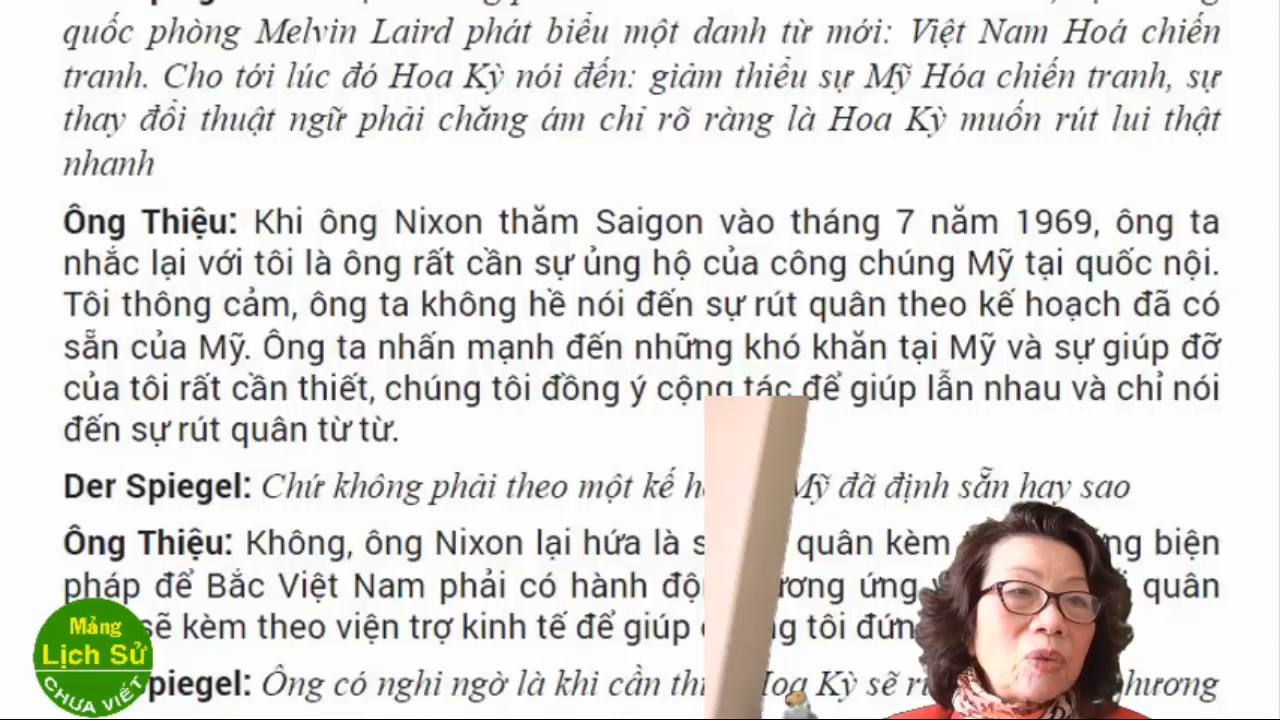 quốc phòng Melvin Laird phát biểu một danh từ mới: Việt Nam Hoá chiến
tranh. Cho tới lúc đó Hoa Kỳ nói đến: giảm thiểu sự Mỹ Hóa chiến tranh, sự
thay đổi thuật ngữ phải chăng ám chỉ rõ ràng là Hoa Kỳ muốn rút lui thật
nhanh
Ông Thiệu: Khi ông Nixon thăm Saigon vào tháng 7 năm 1969, ông ta
nhắc lại với tôi là ông rất cần sự ủng hộ của công chúng Mỹ tại quốc nội.
Tôi thông cảm, ông ta không hề nói đến sự rút quân theo kế hoạch đã có
sẵn của Mỹ. Ông ta nhấn mạnh đến những khó khăn tại Mỹ và sự giúp đỡ
của tôi rất cần thiết, chúng tôi đồng ý cộng tác để giúp lẫn nhau và chỉ nói
đến sự rút quân từ từ.
Der Spiegel: Chứ không phải theo một kế Mỹ đã định sẵn hay sao
Ông Thiệu: Không, ông Nixon lại hứa là quân kèm biện
pháp để Bắc Việt Nam phải có hành ứng quân
sẽ kèm theo viện trợ kinh tế để giúp tôi
Ông có nghi ngờ là khi cần Hoa Kỳ sẽ
Mảng
Lịch Sử
CHƯA VIẾT